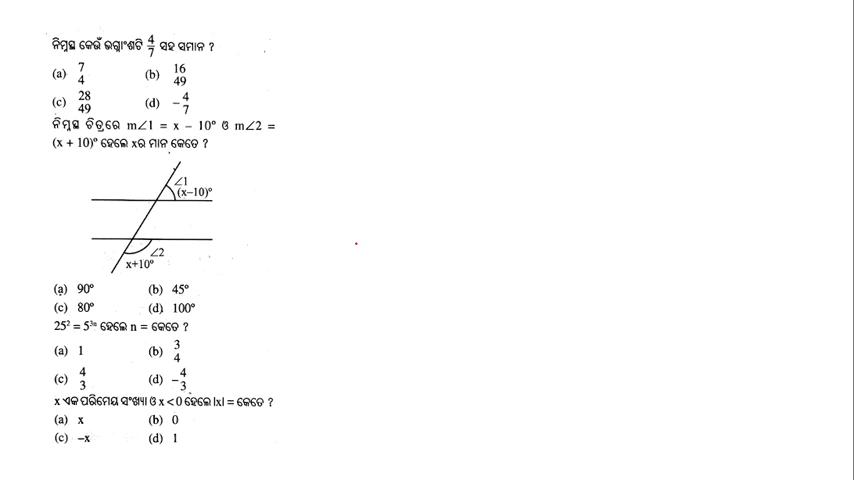 ନିମ୍ନସ୍ଥ କେଉଁ ଭଗ୍ନାଂଶଟି 4/7 ସହ ସମାନ ?
(a) 7/4 (b) 16/49
(c) 28/49 (d) –4/7
ନିମ୍ନସ୍ଥ ଚିତ୍ରରେ m∠1 = x – 10° ଓ m∠2 =
(x + 10)° ହେଲେ xର ମାନ କେତେ ?
∠1
(x–10)°
∠2
x+10°
(a) 90° (b) 45°
(c) 80° (d) 100°
25² = 5³ⁿ ହେଲେ n = କେତେ ?
(a) 1 (b) 3/4
(c) 4/3 (d) –4/3
x ଏକ ପରିମେୟ ସଂଖ୍ୟା ଓ x < 0 ହେଲେ |x| = କେତେ ?
(a) x (b) 0
(c) –x (d) 1